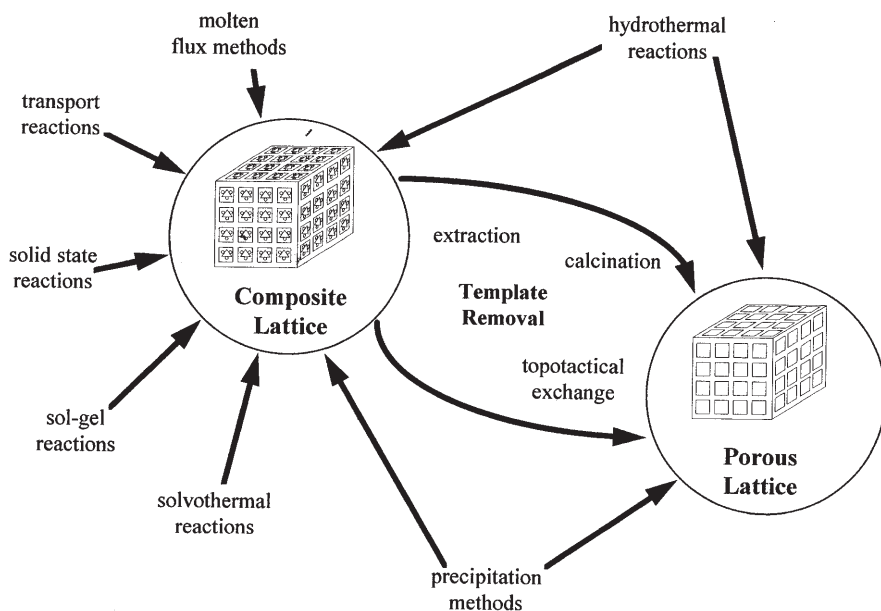 molten
flux methods
hydrothermal
reactions
transport
reactions
solid state
reactions
extraction
calcination
Composite
Lattice
Template
Removal
topotactical
exchange
sol-gel
reactions
Porous
Lattice
solvothermal
reactions
precipitation
methods